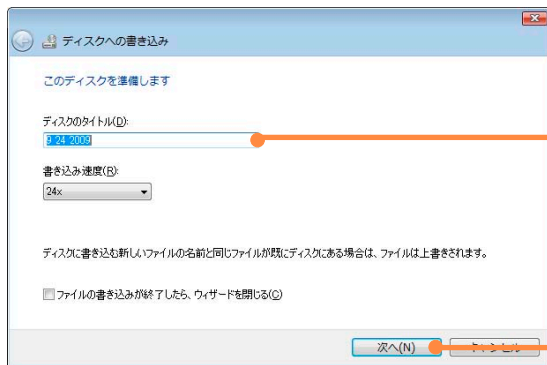 ディスクへの書き込み
このディスクを準備します
ディスクのタイトル(D):
9 24 2009
書き込み速度(R):
24x
ディスクに書き込む新しいファイルの名前と同じファイルが既にディスクにある場合は、ファイルは上書きされます。
ファイルの書き込みが終了したら、ウィザードを閉じる(C)
次へ(N)
キャンセル